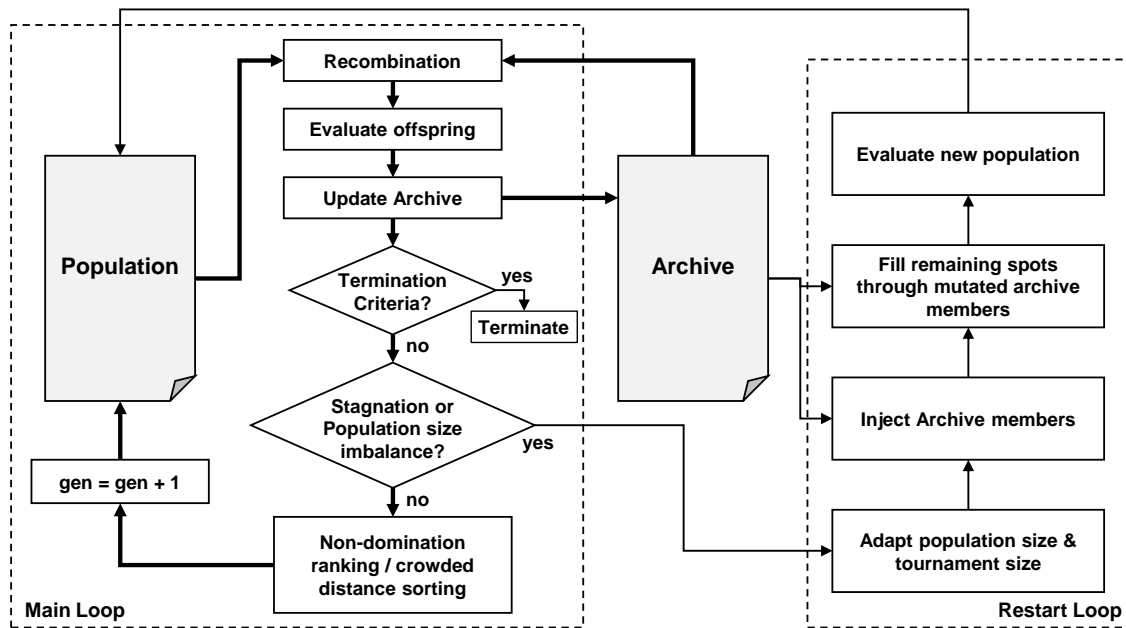 Recombination
Evaluate offspring
Update Archive
Population
Termination
Criteria?
yes
Terminate
no
Stagnation or
Population size
imbalance?
yes
no
gen = gen + 1
Non-domination
ranking / crowded
distance sorting
Main Loop
Archive
Evaluate new population
Fill remaining spots
through mutated archive
members
Inject Archive members
Adapt population size &
tournament size
Restart Loop